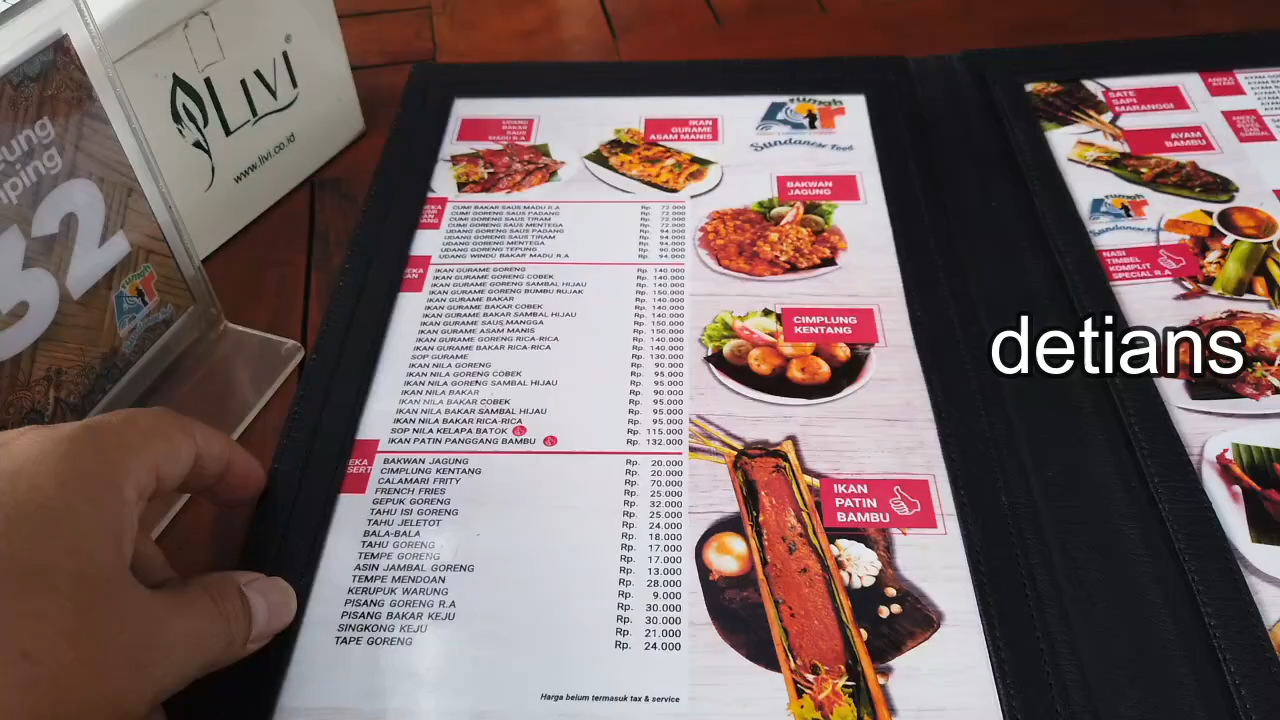 LIVI
www.livi.co.id
32
UDANG
BAKAR
SAUS
MADU R.A
IKAN
GURAME
ASAM MANIS
rumah
Sundanese Food
BAKWAN
JAGUNG
CUMI BAKAR SAUS MADU R.A Rp. 72.000
CUMI GORENG SAUS PADANG Rp. 72.000
CUMI GORENG SAUS TIRAM Rp. 72.000
CUMI GORENG SAUS MENTEGA Rp. 72.000
UDANG GORENG SAUS PADANG Rp. 94.000
UDANG GORENG SAUS TIRAM Rp. 94.000
UDANG GORENG MENTEGA Rp. 94.000
UDANG GORENG TEPUNG Rp. 90.000
UDANG WINDU BAKAR MADU R.A Rp. 94.000
IKAN GURAME GORENG Rp. 140.000
IKAN GURAME GORENG COBEK Rp. 140.000
IKAN GURAME GORENG SAMBAL HIJAU Rp. 140.000
IKAN GURAME GORENG BUMBU RUJAK Rp. 150.000
IKAN GURAME BAKAR Rp. 140.000
IKAN GURAME BAKAR COBEK Rp. 140.000
IKAN GURAME BAKAR SAMBAL HIJAU Rp. 140.000
IKAN GURAME SAUS MANGGA Rp. 150.000
IKAN GURAME ASAM MANIS Rp. 150.000
IKAN GURAME GORENG RICA-RICA Rp. 140.000
IKAN GURAME BAKAR RICA-RICA Rp. 140.000
SOP GURAME Rp. 130.000
IKAN NILA GORENG Rp. 90.000
IKAN NILA GORENG COBEK Rp. 95.000
IKAN NILA GORENG SAMBAL HIJAU Rp. 95.000
IKAN NILA BAKAR Rp. 90.000
IKAN NILA BAKAR COBEK Rp. 95.000
IKAN NILA BAKAR SAMBAL HIJAU Rp. 95.000
IKAN NILA BAKAR RICA-RICA Rp. 95.000
SOP NILA KELAPA BATOK Rp. 115.000
IKAN PATIN PANGGANG BAMBU Rp. 132.000
EKA
SERT
BAKWAN JAGUNG Rp. 20.000
CIMPLUNG KENTANG Rp. 20.000
CALAMARI FRITY Rp. 70.000
FRENCH FRIES Rp. 25.000
GEPUK GORENG Rp. 32.000
TAHU ISI GORENG Rp. 25.000
TAHU JELETOT Rp. 24.000
BALA-BALA Rp. 18.000
TAHU GORENG Rp. 17.000
TEMPE GORENG Rp. 17.000
ASIN JAMBAL GORENG Rp. 13.000
TEMPE MENDOAN Rp. 28.000
KERUPUK WARUNG Rp. 9.000
PISANG GORENG R.A Rp. 30.000
PISANG BAKAR KEJU Rp. 30.000
SINGKONG KEJU Rp. 21.000
TAPE GORENG Rp. 24.000
Harga belum termasuk tax & service
CIMPLUNG
KENTANG
IKAN
PATIN
BAMBU
SATE
SAPI
MARANGGI
AYAM
BAMBU
NASI
TIMBEL
KOMPLIT
SPECIAL R.A
detians